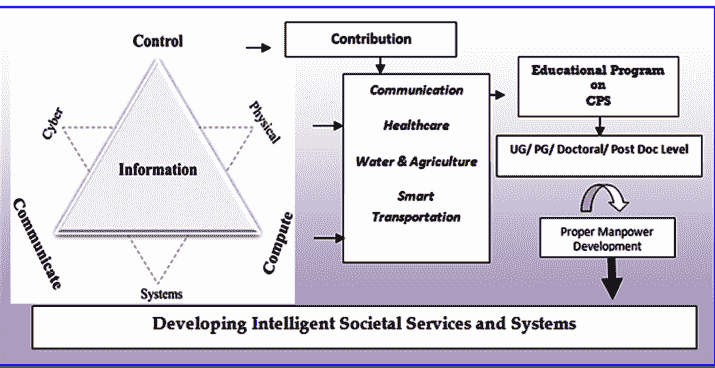 Control
Cyber
Physical
Information
Communicate
Compute
Systems
Contribution
Communication
Healthcare
Water & Agriculture
Smart
Transportation
Educational Program
on
CPS
UG/ PG/ Doctoral/ Post Doc Level
Proper Manpower
Development
Developing Intelligent Societal Services and Systems